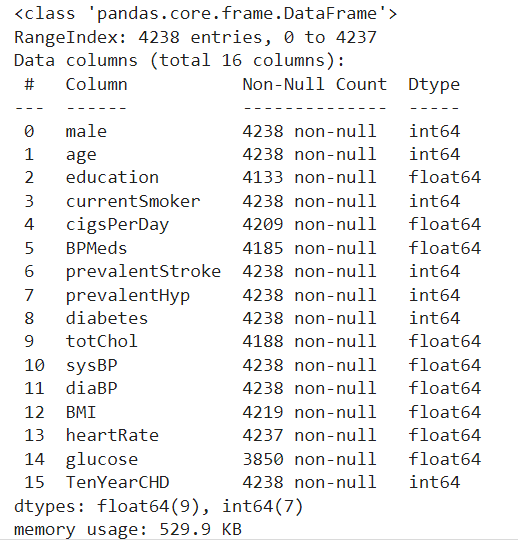 <class 'pandas.core.frame.DataFrame'>
RangeIndex: 4238 entries, 0 to 4237
Data columns (total 16 columns):
 #   Column           Non-Null Count  Dtype
---  ------           --------------  -----
 0   male             4238 non-null   int64
 1   age              4238 non-null   int64
 2   education        4133 non-null   float64
 3   currentSmoker    4238 non-null   int64
 4   cigsPerDay       4209 non-null   float64
 5   BPMeds           4185 non-null   float64
 6   prevalentStroke  4238 non-null   int64
 7   prevalentHyp     4238 non-null   int64
 8   diabetes         4238 non-null   int64
 9   totChol          4188 non-null   float64
 10  sysBP            4238 non-null   float64
 11  diaBP            4238 non-null   float64
 12  BMI              4219 non-null   float64
 13  heartRate        4237 non-null   float64
 14  glucose          3850 non-null   float64
 15  TenYearCHD       4238 non-null   int64
dtypes: float64(9), int64(7)
memory usage: 529.9 KB